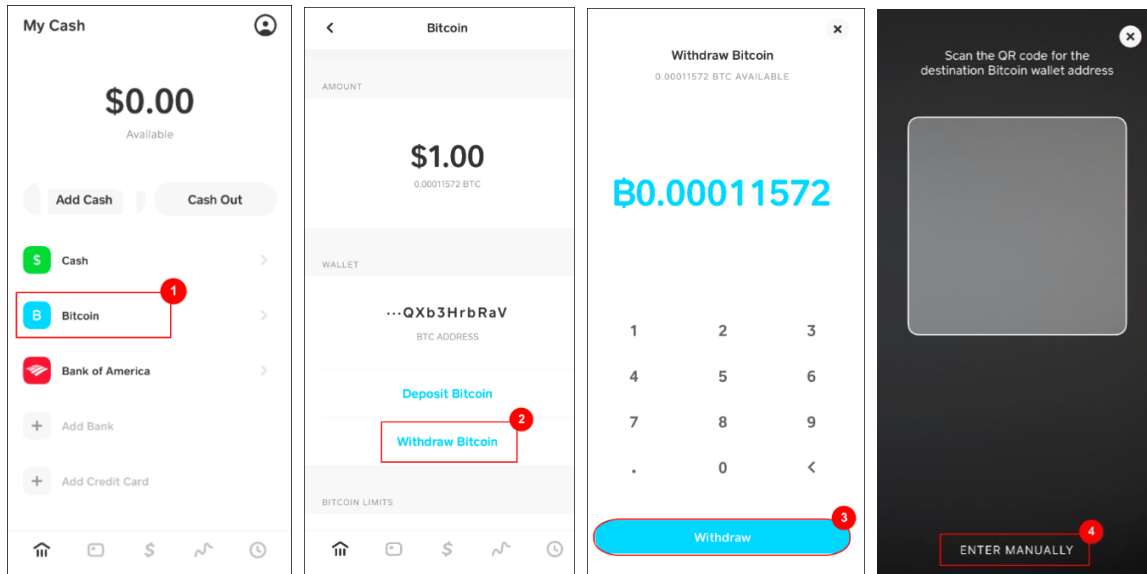 My Cash
$0.00
Available
Add Cash
Cash Out
$
Cash
1
B
Bitcoin
Bank of America
+
Add Bank
+
Add Credit Card
$
Bitcoin
AMOUNT
$1.00
0.00011572 BTC
WALLET
···QXb3HrbRaV
BTC ADDRESS
Deposit Bitcoin
2
Withdraw Bitcoin
BITCOIN LIMITS
$
Withdraw Bitcoin
0.00011572 BTC AVAILABLE
₿0.00011572
1 2 3
4 5 6
7 8 9
. 0 <
3
Withdraw
Scan the QR code for the
destination Bitcoin wallet address
4
ENTER MANUALLY